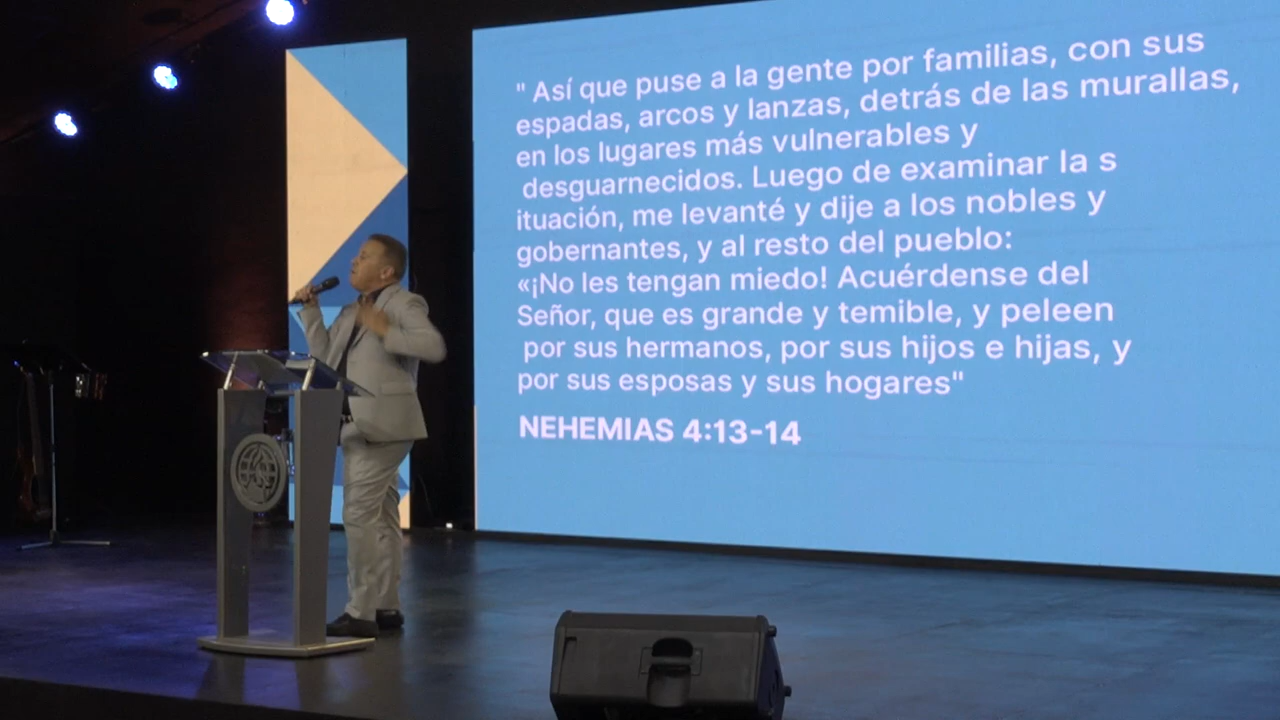 " Así que puse a la gente por familias, con sus
espadas, arcos y lanzas, detrás de las murallas,
en los lugares más vulnerables y
desguarnecidos. Luego de examinar la s
ituación, me levanté y dije a los nobles y
gobernantes, y al resto del pueblo:
«¡No les tengan miedo! Acuérdense del
Señor, que es grande y temible, y peleen
por sus hermanos, por sus hijos e hijas, y
por sus esposas y sus hogares"
NEHEMIAS 4:13-14